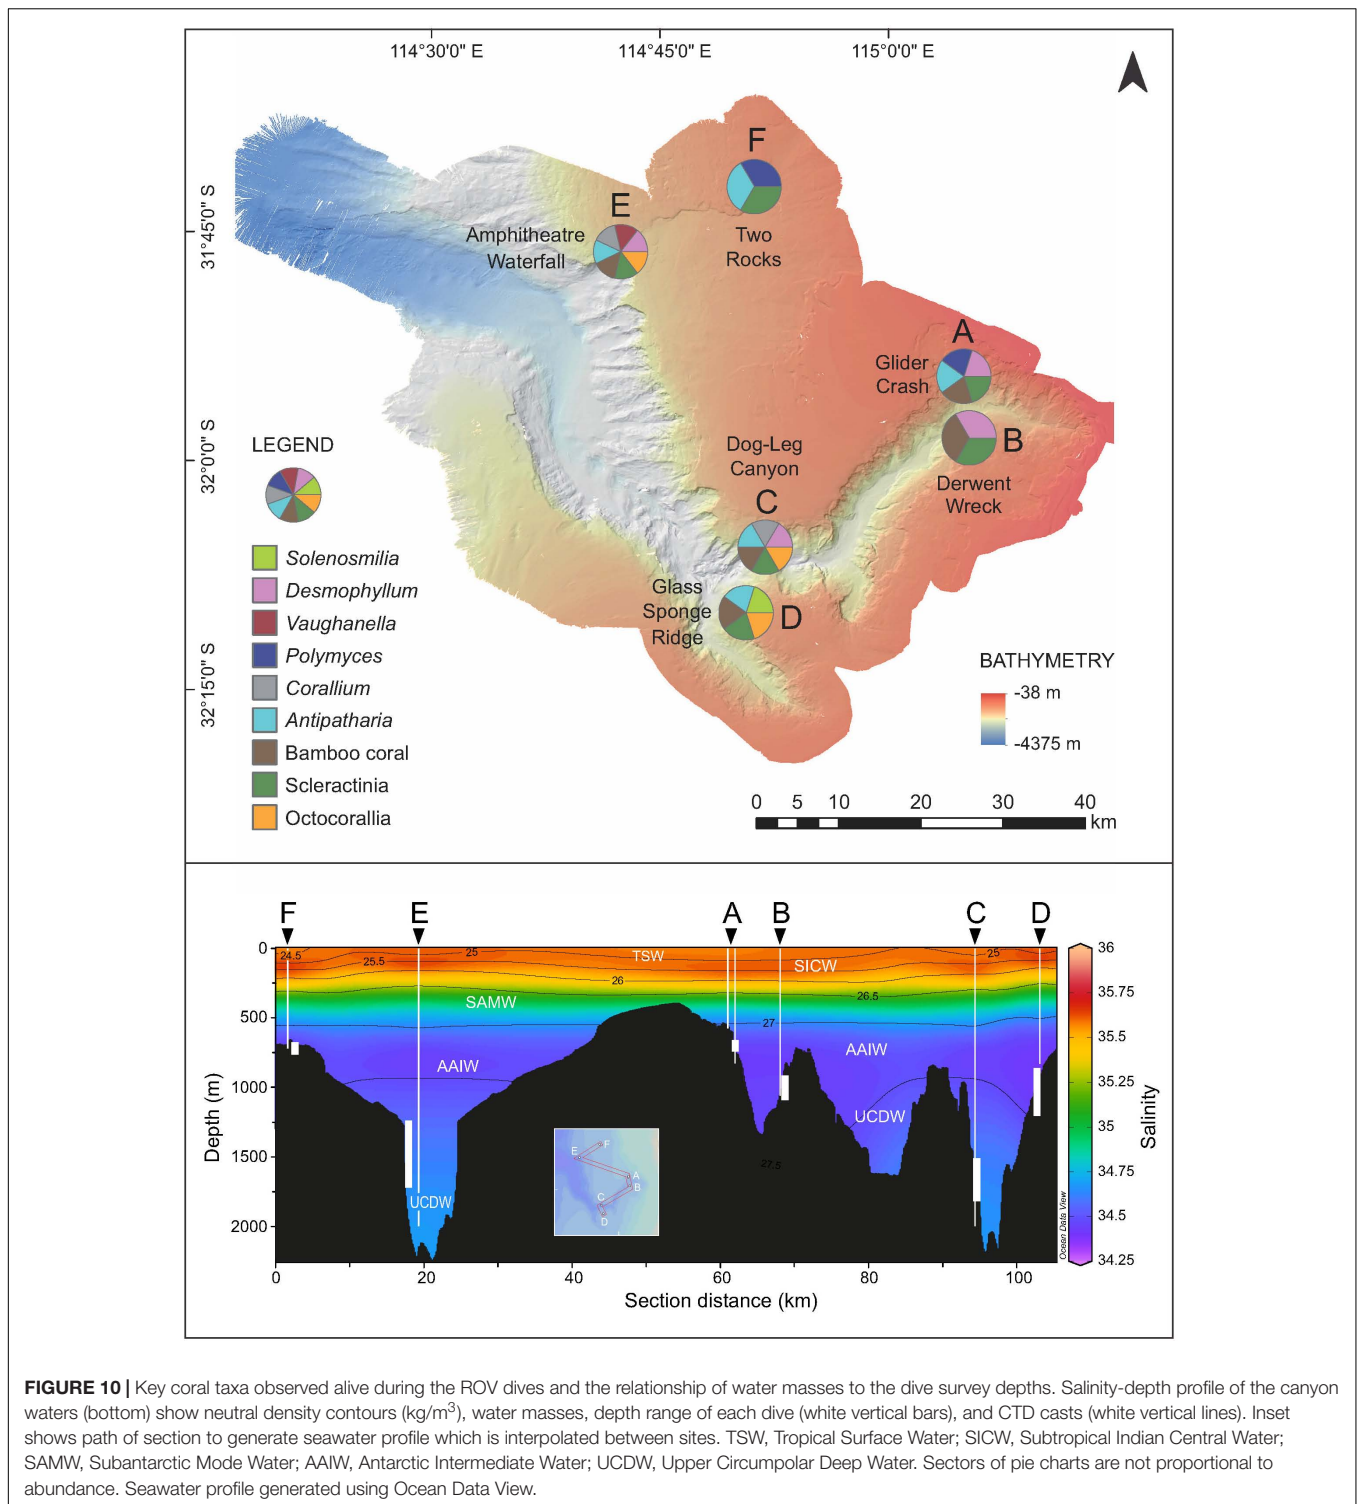 114°30'0" E
114°45'0" E
115°0'0" E
31°45'0" S
32°0'0" S
32°15'0" S
F
Two
Rocks
E
Amphitheatre
Waterfall
A
Glider
Crash
B
Derwent
Wreck
Dog-Leg
Canyon
C
Glass
Sponge
Ridge
D
LEGEND
Solenosmilia
Desmophyllum
Vaughanella
Polymyces
Corallium
Antipatharia
Bamboo coral
Scleractinia
Octocorallia
BATHYMETRY
-38 m
-4375 m
0 5 10 20 30 40
km
F E A B C D
0
500
1000
1500
2000
Depth (m)
24.5
25
25.5
TSW
SICW
25
26
26.5
SAMW
27
AAIW
AAIW
UCDW
UCDW
27.5
E F
A
B
C
D
0 20 40 60 80 100
Section distance (km)
Ocean Data View
36
35.75
35.5
35.25
35
34.75
34.5
34.25
Salinity
FIGURE 10 | Key coral taxa observed alive during the ROV dives and the relationship of water masses to the dive survey depths. Salinity-depth profile of the canyon
waters (bottom) show neutral density contours (kg/m³), water masses, depth range of each dive (white vertical bars), and CTD casts (white vertical lines). Inset
shows path of section to generate seawater profile which is interpolated between sites. TSW, Tropical Surface Water; SICW, Subtropical Indian Central Water;
SAMW, Subantarctic Mode Water; AAIW, Antarctic Intermediate Water; UCDW, Upper Circumpolar Deep Water. Sectors of pie charts are not proportional to
abundance. Seawater profile generated using Ocean Data View.